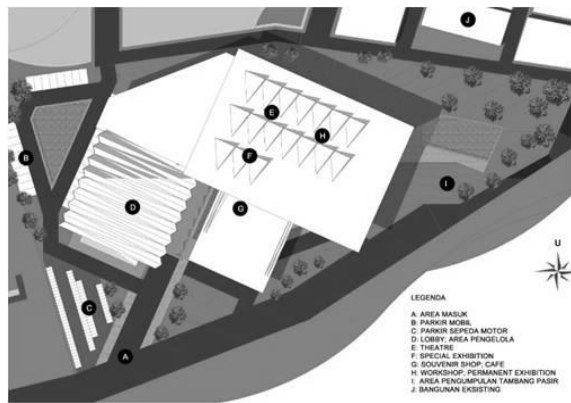 J
E
H
F
B
I
G
D
U
C
A
LEGENDA
A: AREA MASUK
B: PARKIR MOBIL
C: PARKIR SEPEDA MOTOR
D: LOBBY; AREA PENGELOLA
E: THEATRE
F: SPECIAL EXHIBITION
G: SOUVENIR SHOP; CAFE
H: WORKSHOP; PERMANENT EXHIBITION
I: AREA PENGUMPULAN TAMBANG PASIR
J: BANGUNAN EKSISTING